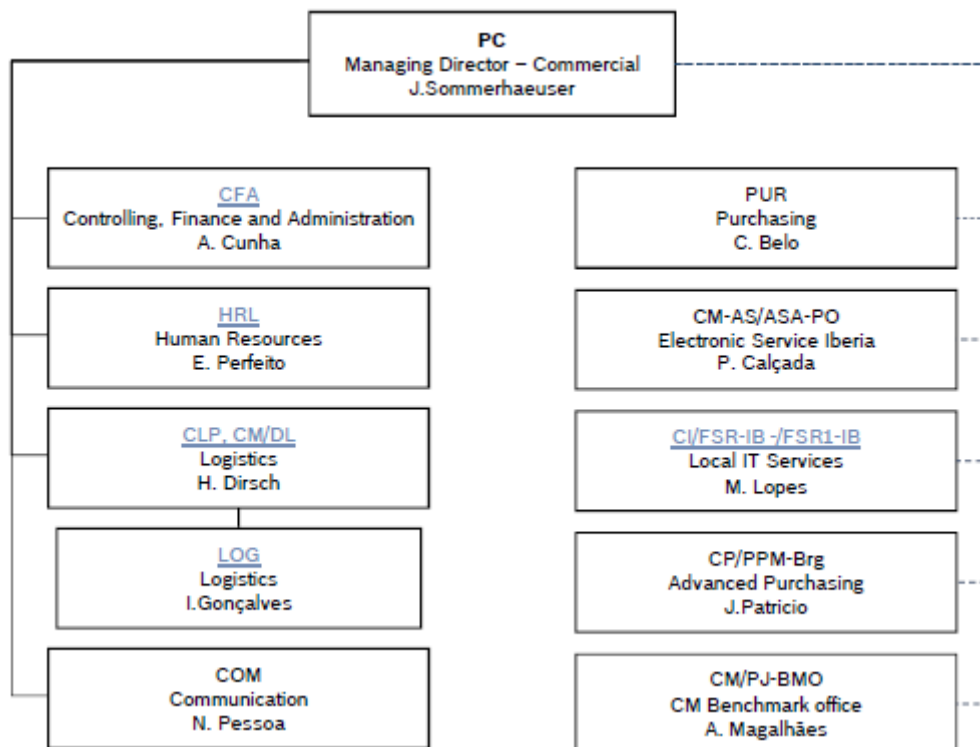 PC
Managing Director – Commercial
J.Sommerhaeuser
CFA
Controlling, Finance and Administration
A. Cunha
HRL
Human Resources
E. Perfeito
CLP, CM/DL
Logistics
H. Dirsch
LOG
Logistics
I.Gonçalves
COM
Communication
N. Pessoa
PUR
Purchasing
C. Belo
CM-AS/ASA-PO
Electronic Service Iberia
P. Calçada
CI/FSR-IB -/FSR1-IB
Local IT Services
M. Lopes
CP/PPM-Brg
Advanced Purchasing
J.Patricio
CM/PJ-BMO
CM Benchmark office
A. Magalhães